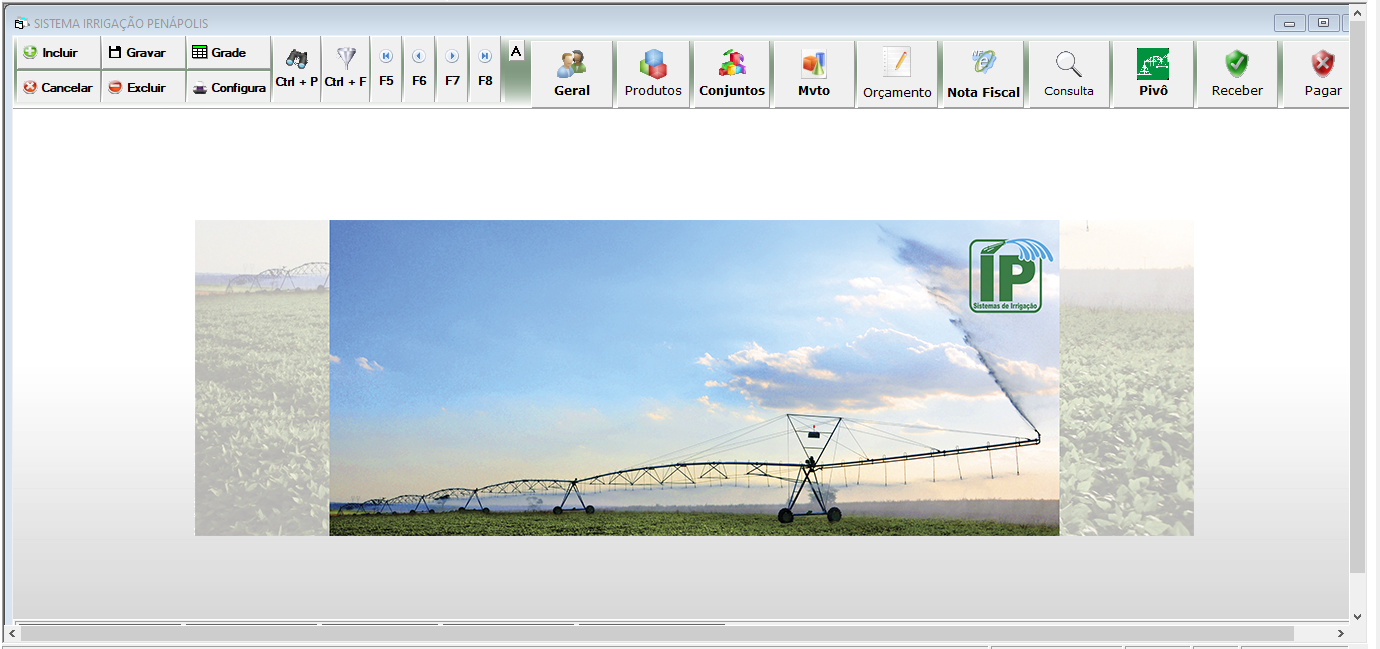 SISTEMA IRRIGAÇÃO PENÁPOLIS
Incluir Gravar Grade
Cancelar Excluir Configura
Ctrl + P Ctrl + F F5 F6 F7 F8 A
Geral Produtos Conjuntos Mvto Orçamento Nota Fiscal Consulta Pivô Receber Pagar
ÍP
Sistemas de Irrigação